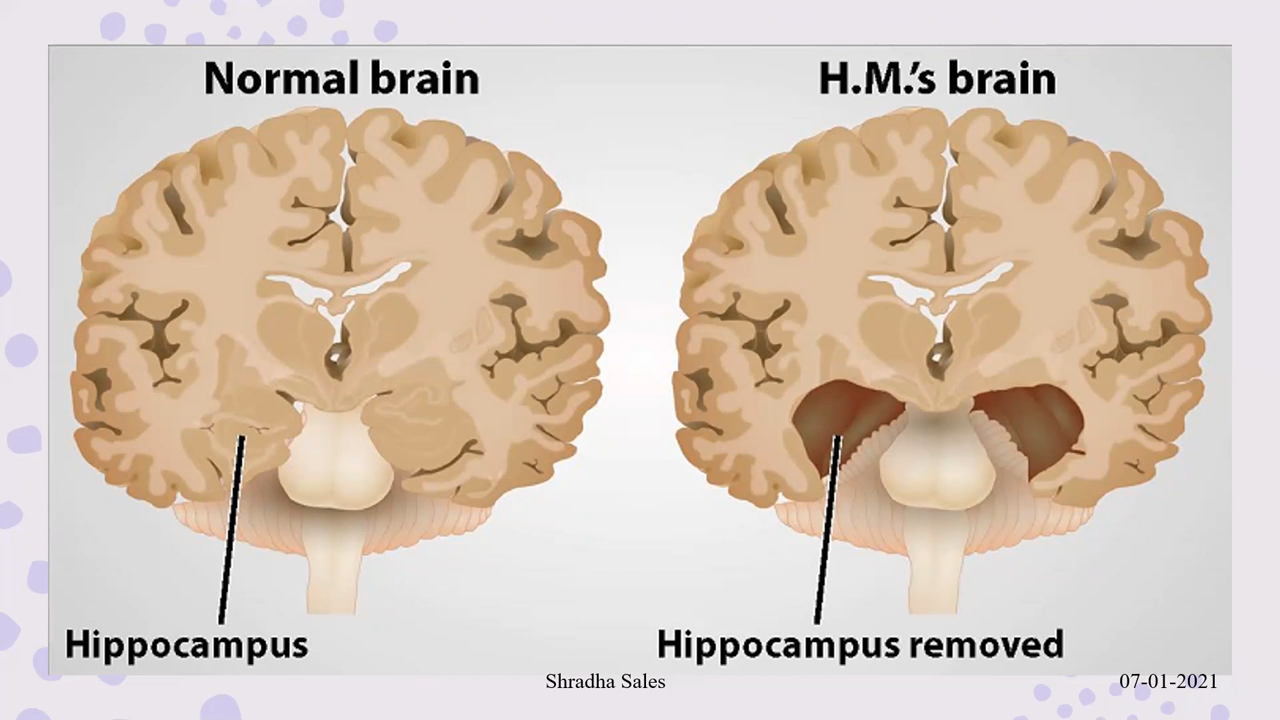 Normal brain
H.M.'s brain
Hippocampus
Hippocampus removed
Shradha Sales
07-01-2021